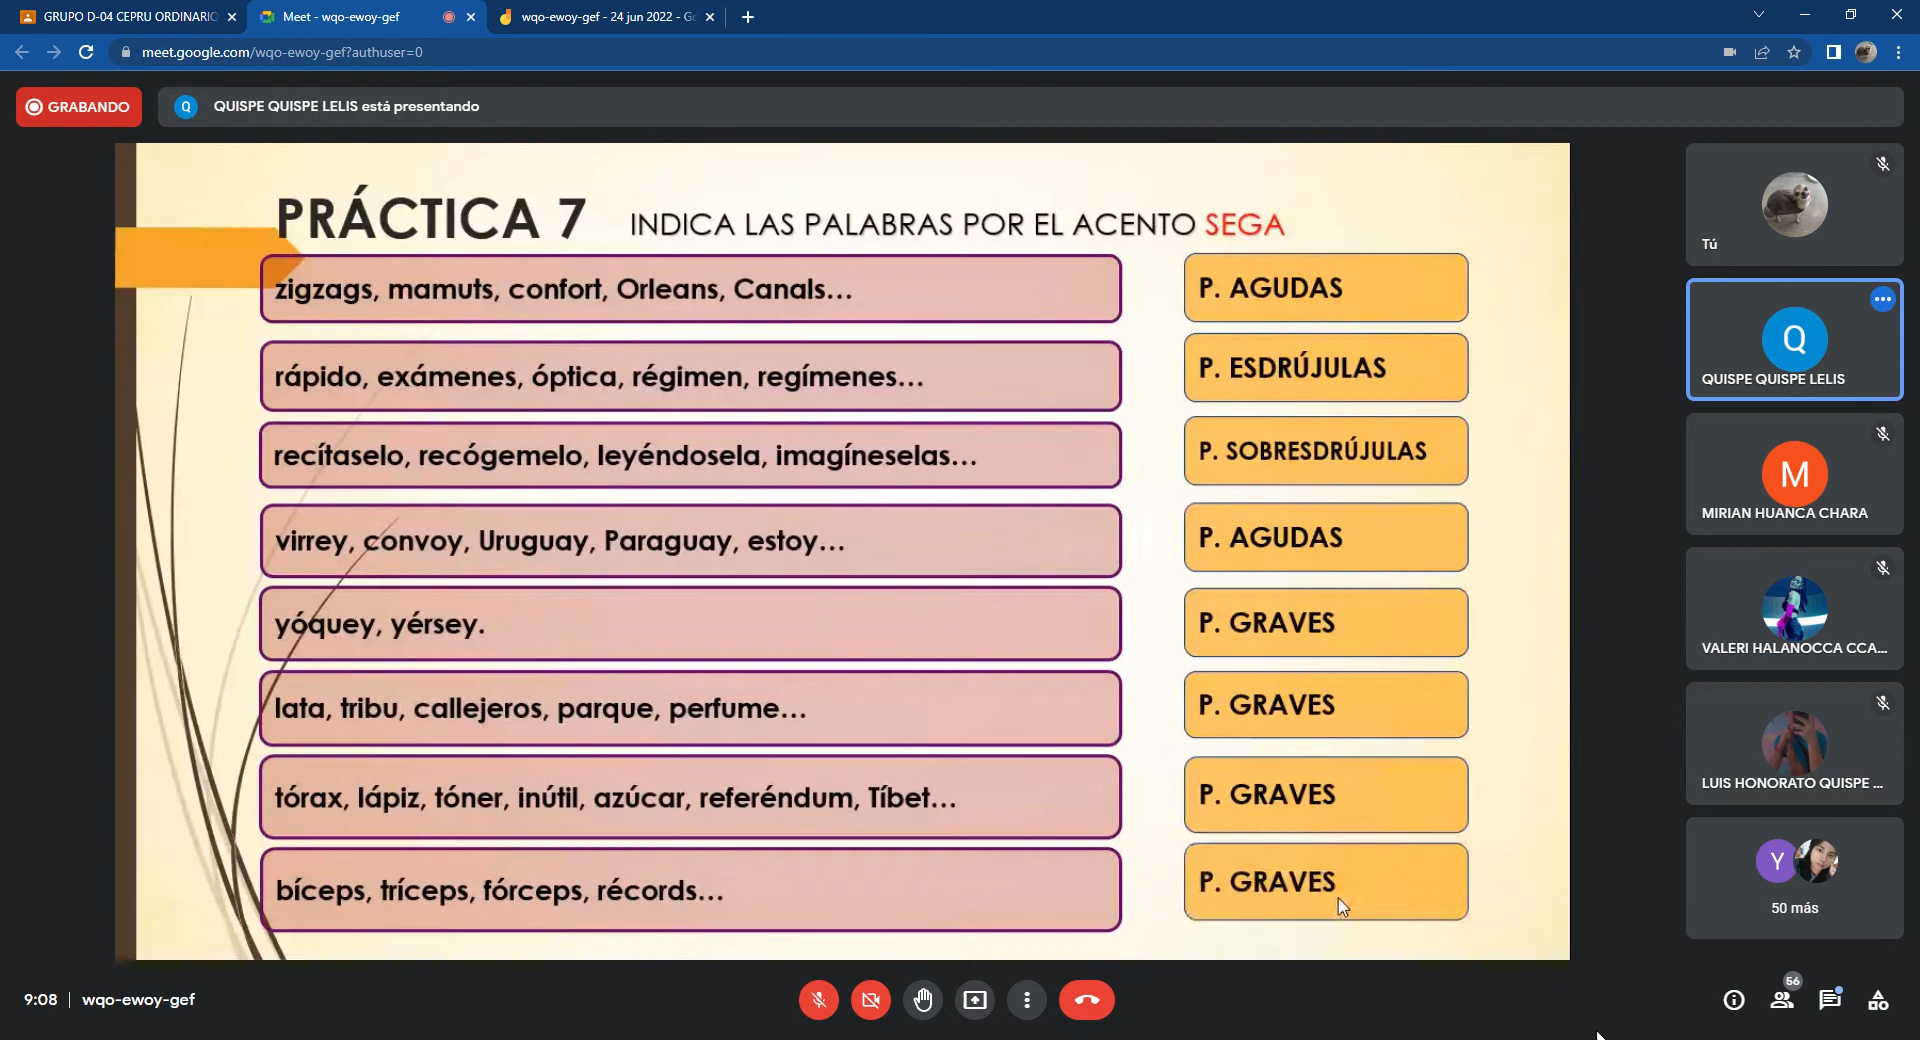 GRUPO D-04 CEPRU ORDINARIO
Meet - wqo-ewoy-gef
wqo-ewoy-gef - 24 jun 2022 - Go
meet.google.com/wqo-ewoy-gef?authuser=0
GRABANDO
Q
QUISPE QUISPE LELIS está presentando
PRÁCTICA 7
INDICA LAS PALABRAS POR EL ACENTO SEGA
zigzags, mamuts, confort, Orleans, Canals...
P. AGUDAS
rápido, exámenes, óptica, régimen, regímenes...
P. ESDRÚJULAS
recítaselo, recógemelo, leyéndosela, imagíneselas...
P. SOBRESDRÚJULAS
virrey, convoy, Uruguay, Paraguay, estoy...
P. AGUDAS
yóquey, yérsey.
P. GRAVES
lata, tribu, callejeros, parque, perfume...
P. GRAVES
tórax, lápiz, tóner, inútil, azúcar, referéndum, Tíbet...
P. GRAVES
bíceps, tríceps, fórceps, récords...
P. GRAVES
Tú
Q
QUISPE QUISPE LELIS
M
MIRIAN HUANCA CHARA
VALERI HALANOCCA CCA...
LUIS HONORATO QUISPE ...
Y
50 más
9:08 | wqo-ewoy-gef
56